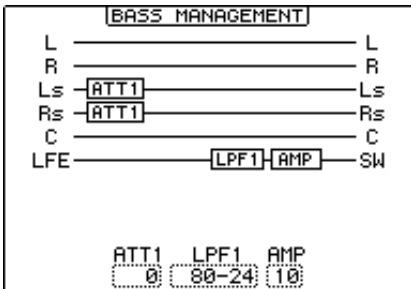 BASS MANAGEMENT
L L
R R
Ls ATT1 Ls
Rs ATT1 Rs
C C
LFE LPF1 AMP SW
ATT1 LPF1 AMP
0 80-24 10